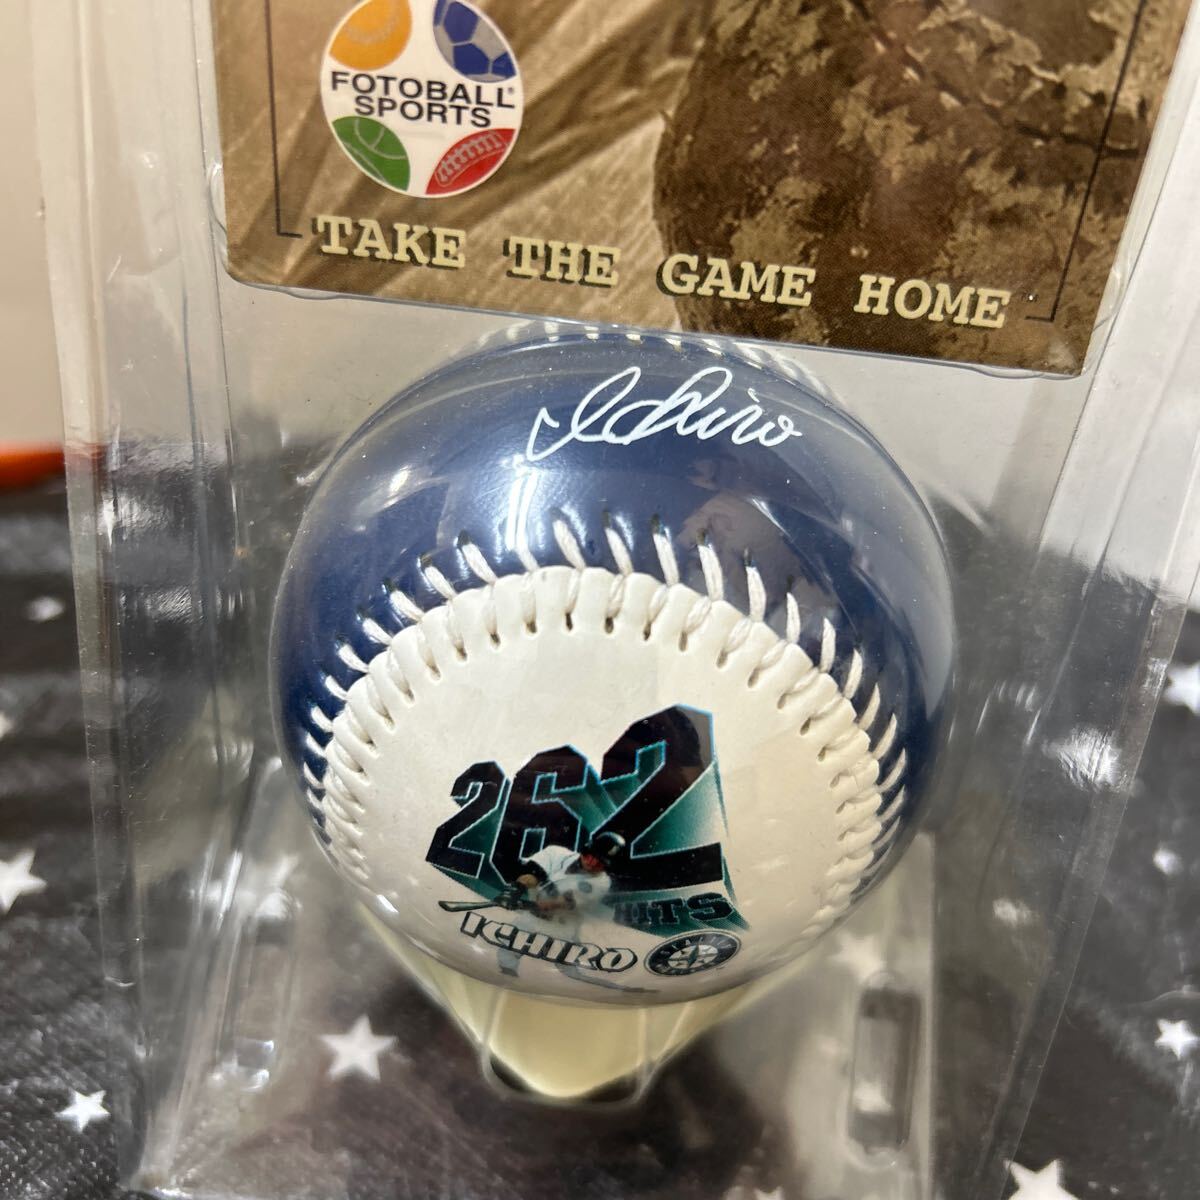 FOTOBALL®
SPORTS
TAKE THE GAME HOME
Ichiro
262
HITS
ICHIRO